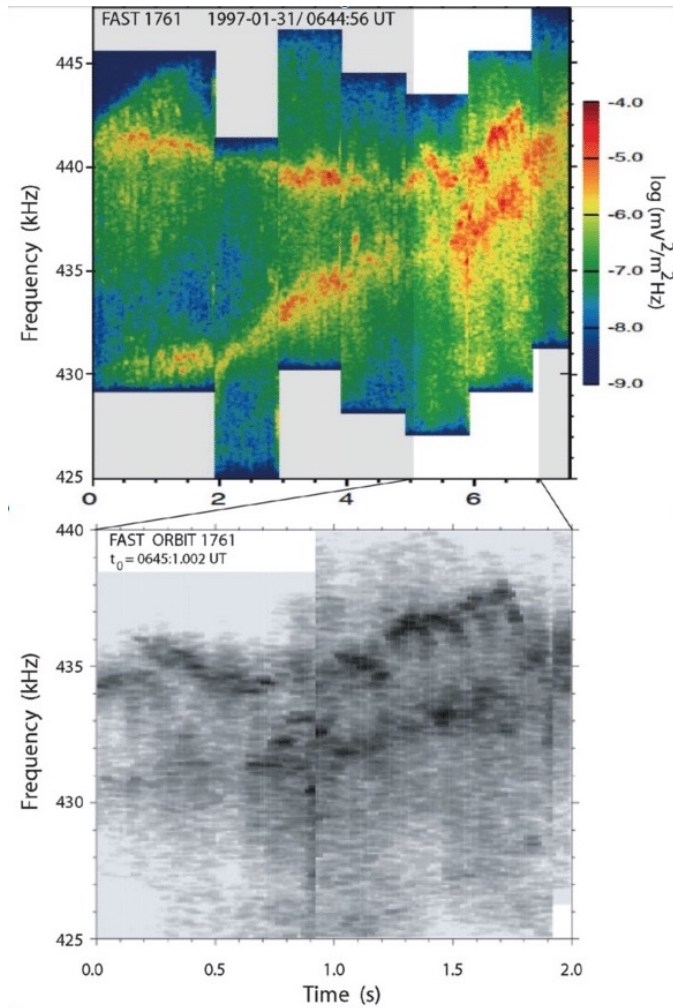 FAST 1761 1997-01-31/ 0644:56 UT
445
440
435
430
425
Frequency (kHz)
0 2 4 6
-4.0
-5.0
-6.0
-7.0
-8.0
-9.0
log (mV²/m²Hz)
440
435
430
425
Frequency (kHz)
FAST ORBIT 1761
t₀ = 0645:1.002 UT
0.0 0.5 1.0 1.5 2.0
Time (s)